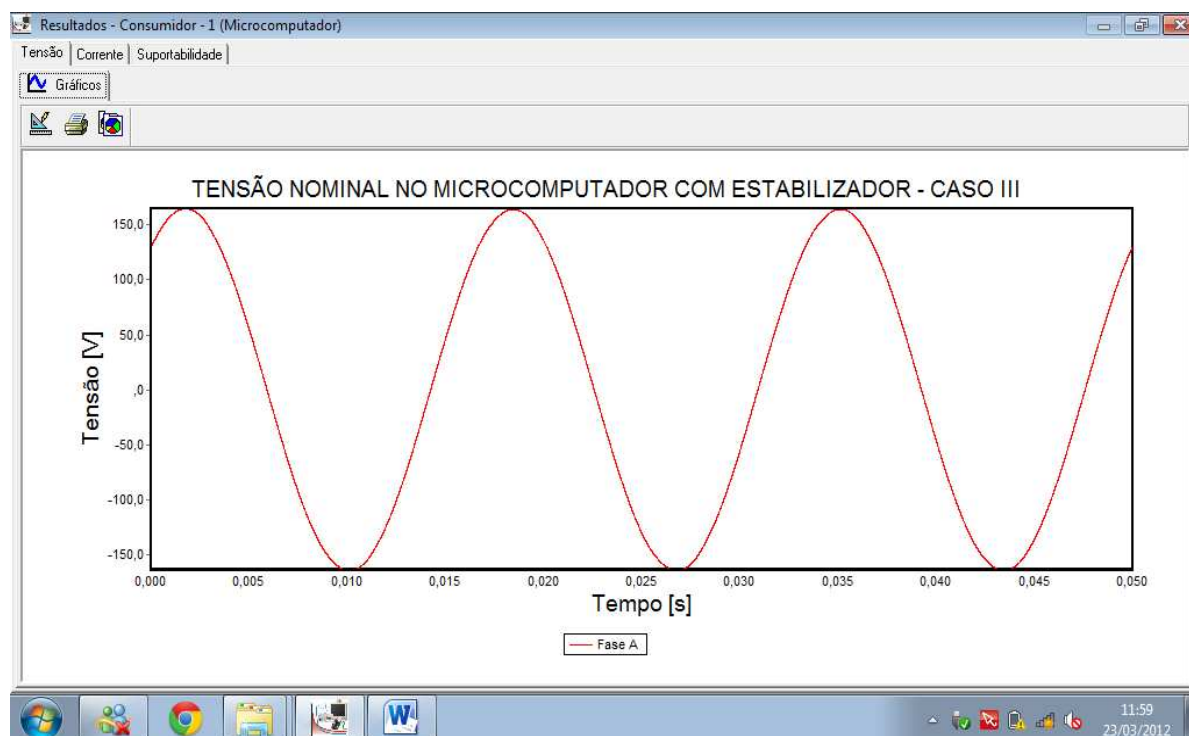 Resultados - Consumidor - 1 (Microcomputador)
Tensão Corrente Suportabilidade
Gráficos
TENSÃO NOMINAL NO MICROCOMPUTADOR COM ESTABILIZADOR - CASO III
150,0
100,0
50,0
,0
-50,0
-100,0
-150,0
Tensão [V]
0,000 0,005 0,010 0,015 0,020 0,025 0,030 0,035 0,040 0,045 0,050
Tempo [s]
Fase A
W
11:59
23/03/2012